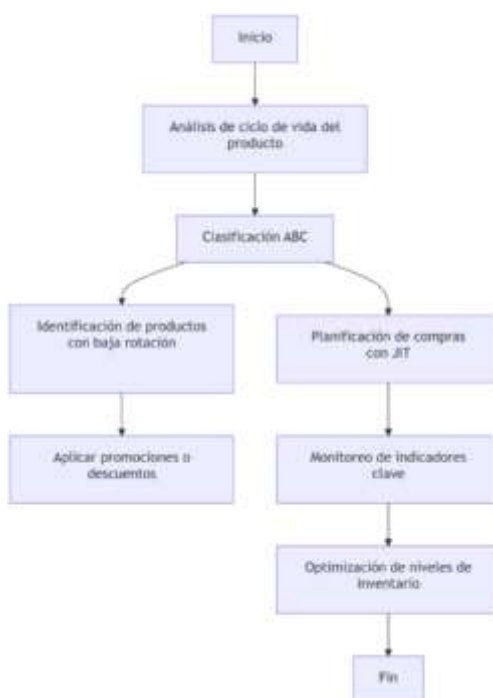 Inicio
Análisis de ciclo de vida del
producto
Clasificación ABC
Identificación de productos
con baja rotación
Planificación de compras
con JIT
Aplicar promociones o
descuentos
Monitoreo de indicadores
clave
Optimización de niveles de
inventario
Fin